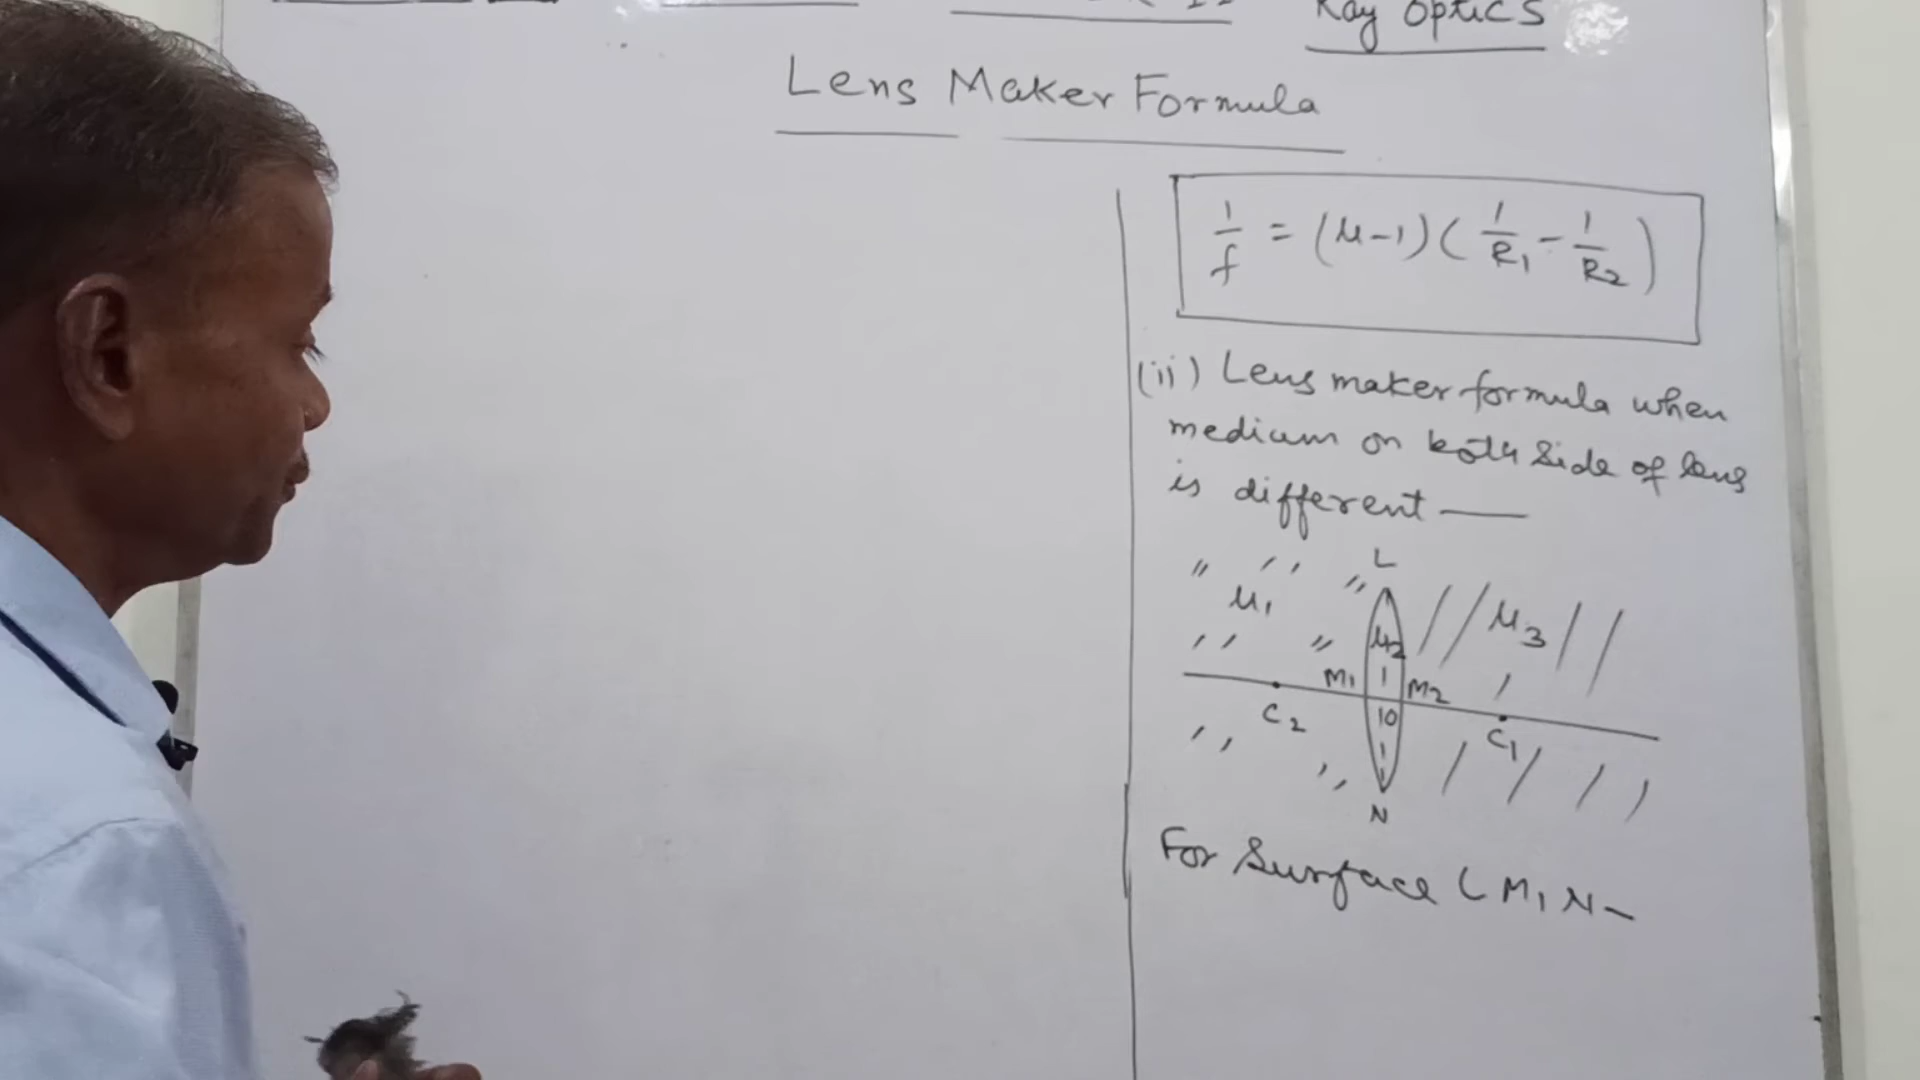 Ray Optics
Lens Maker Formula
1/f = (μ-1)(1/R1 - 1/R2)
(ii) Lens maker formula when
medium on both side of lens
is different —
L
μ1 μ2 μ3
M1 M2
C2 O C1
N
For Surface LM1N-